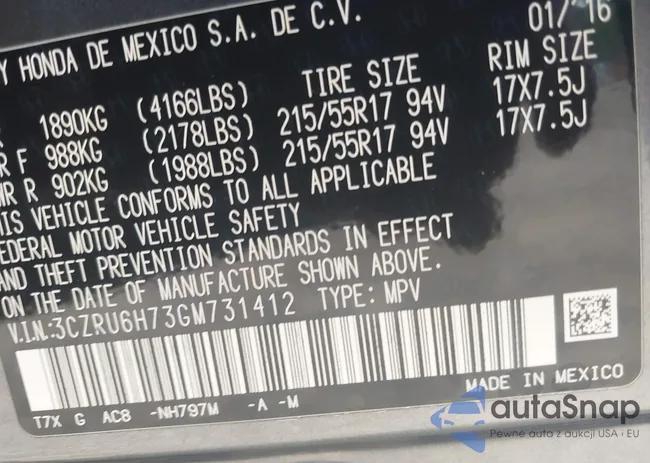 Y HONDA DE MEXICO S.A. DE C.V. 01/16
TIRE SIZE RIM SIZE
1890KG (4166LBS)
R F 988KG (2178LBS) 215/55R17 94V 17X7.5J
WR R 902KG (1988LBS) 215/55R17 94V 17X7.5J
THIS VEHICLE CONFORMS TO ALL APPLICABLE
FEDERAL MOTOR VEHICLE SAFETY
AND THEFT PREVENTION STANDARDS IN EFFECT
ON THE DATE OF MANUFACTURE SHOWN ABOVE.
V.I.N.:3CZRU6H73GM731412 TYPE: MPV
T7X G AC8 -NH797M -A -M
MADE IN MEXICO
autaSnap
Pewne auta z aukcji USA i EU